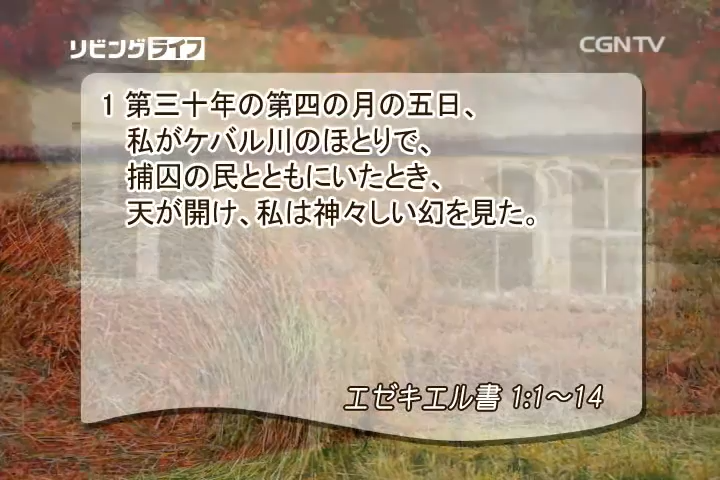 リビングライフ
CGNTV
1 第三十年の第四の月の五日、
私がケバル川のほとりで、
捕囚の民とともにいたとき、
天が開け、私は神々しい幻を見た。
エゼキエル書 1:1～14